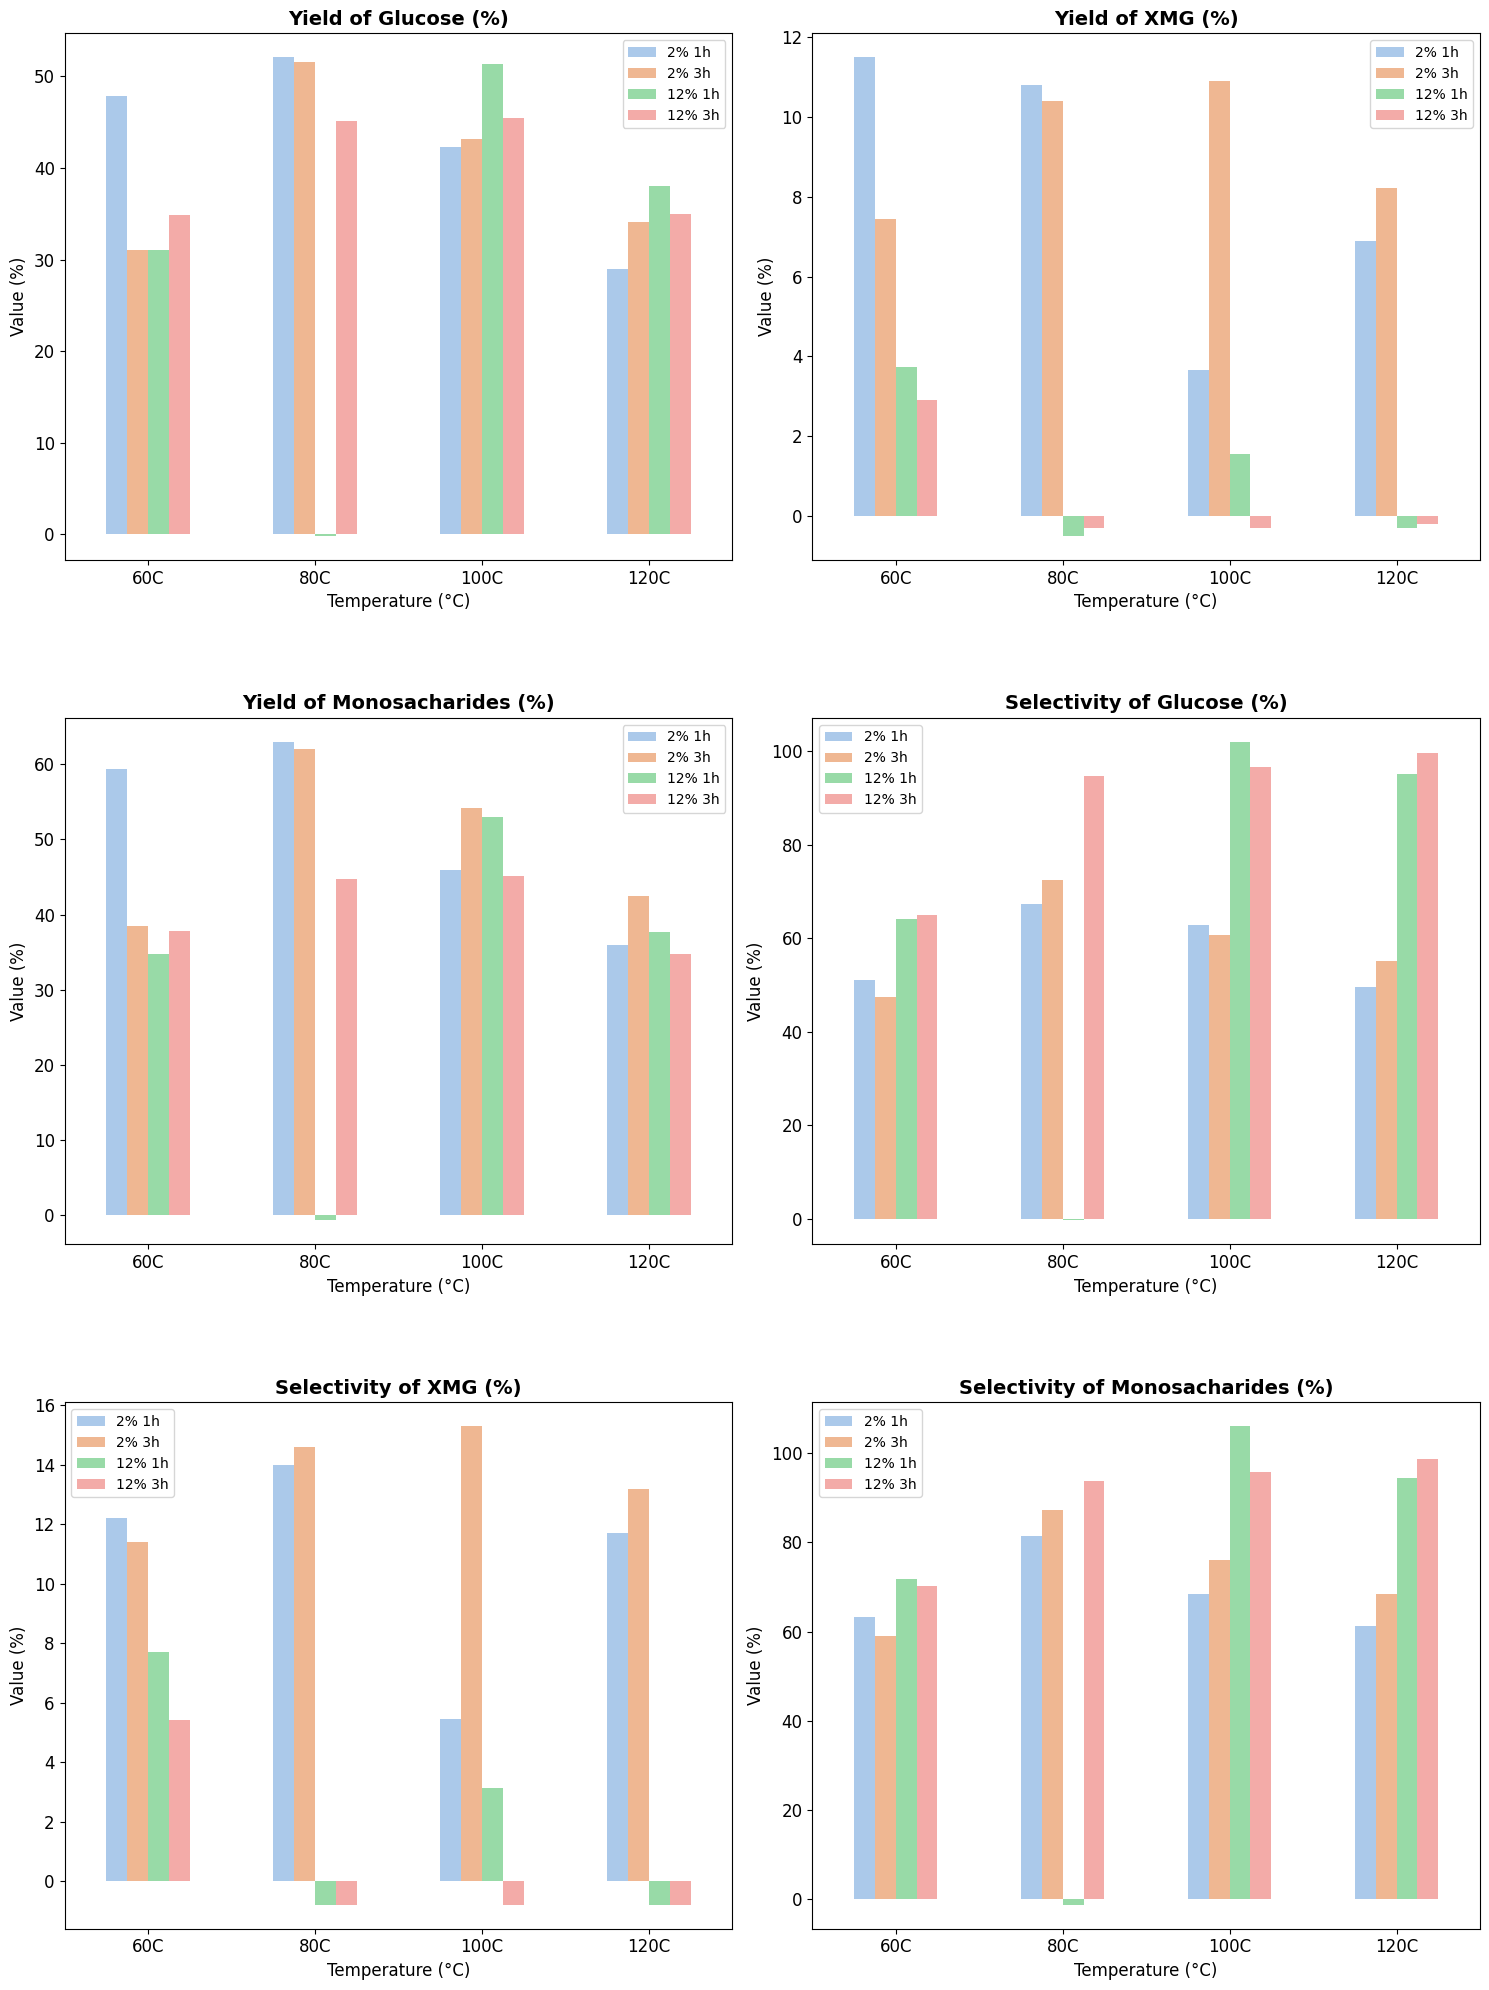 Yield of Glucose (%)
50
40
30
20
10
0
Value (%)
2% 1h
2% 3h
12% 1h
12% 3h
60C
80C
100C
120C
Temperature (°C)
Yield of XMG (%)
12
10
8
6
4
2
0
Value (%)
2% 1h
2% 3h
12% 1h
12% 3h
60C
80C
100C
120C
Temperature (°C)
Yield of Monosacharides (%)
60
50
40
30
20
10
0
Value (%)
2% 1h
2% 3h
12% 1h
12% 3h
60C
80C
100C
120C
Temperature (°C)
Selectivity of Glucose (%)
100
80
60
40
20
0
Value (%)
2% 1h
2% 3h
12% 1h
12% 3h
60C
80C
100C
120C
Temperature (°C)
Selectivity of XMG (%)
16
14
12
10
8
6
4
2
0
Value (%)
2% 1h
2% 3h
12% 1h
12% 3h
60C
80C
100C
120C
Temperature (°C)
Selectivity of Monosacharides (%)
100
80
60
40
20
0
Value (%)
2% 1h
2% 3h
12% 1h
12% 3h
60C
80C
100C
120C
Temperature (°C)